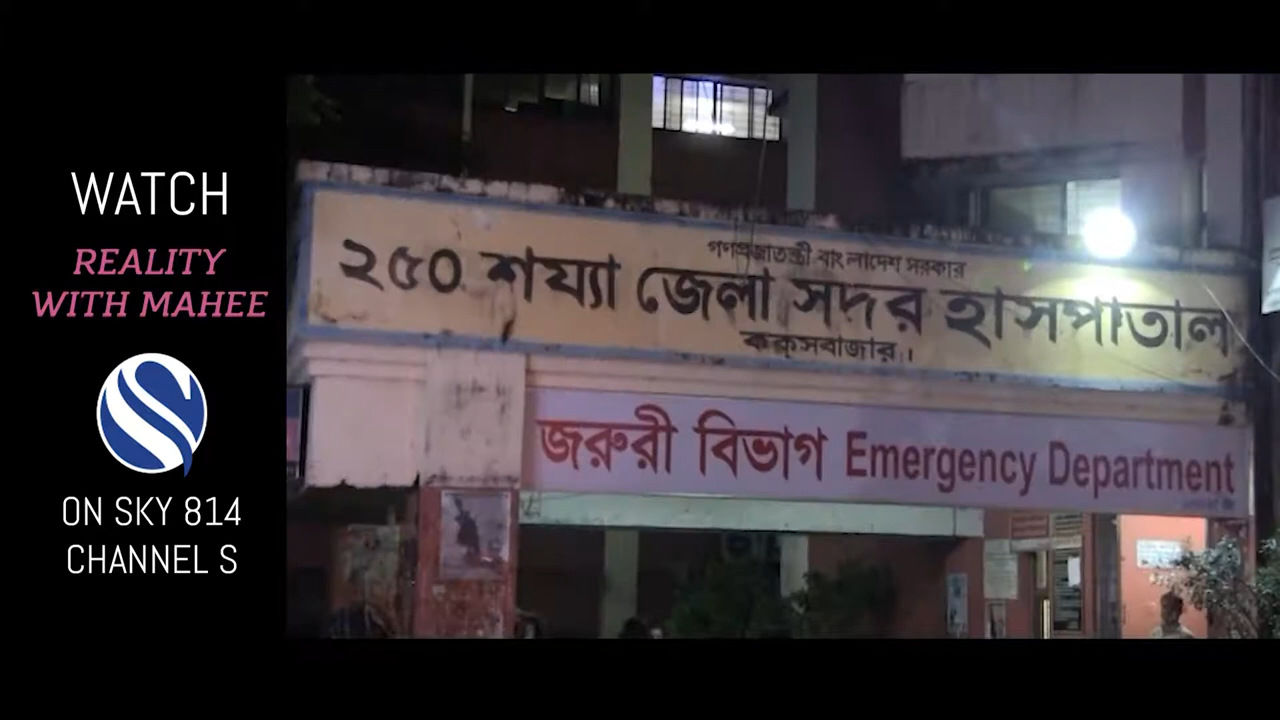 WATCH
REALITY
WITH MAHEE
ON SKY 814
CHANNEL S
গণপ্রজাতন্ত্রী বাংলাদেশ সরকার
২৫০ শয্যা জেলা সদর হাসপাতাল
কক্সবাজার।
জরুরী বিভাগ Emergency Department